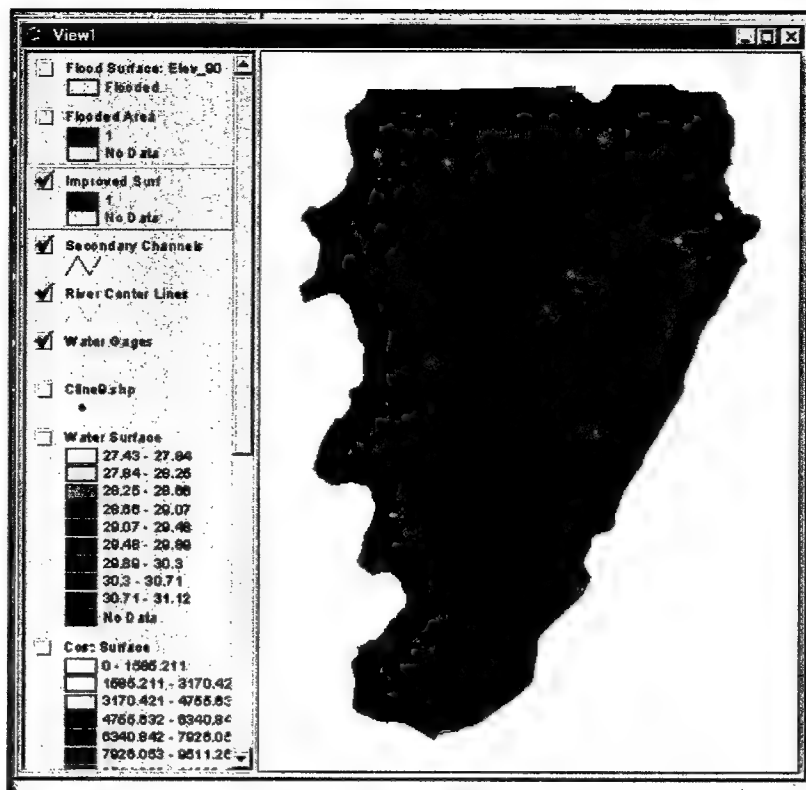 View1
Flood Surface: Elev_90
Flooded
Flooded Area
1
No Data
Improved Surf
1
No Data
Secondary Channels
River Center Lines
Water Gages
Cline9.shp
Water Surface
27.43 - 27.84
27.84 - 28.25
28.25 - 28.66
28.66 - 29.07
29.07 - 29.48
29.48 - 29.89
29.89 - 30.3
30.3 - 30.71
30.71 - 31.12
No Data
Cost Surface
0 - 1585.211
1585.211 - 3170.42
3170.421 - 4755.63
4755.632 - 6340.84
6340.842 - 7926.05
7926.053 - 9511.26